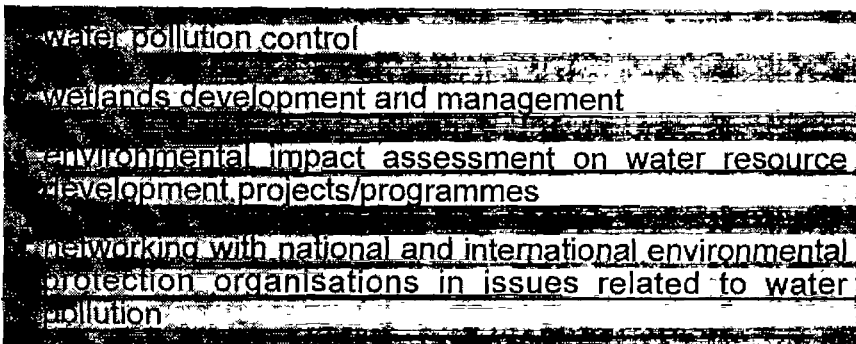 water pollution control
wetlands development and management
environmental impact assessment on water resource
development projects/programmes
networking with national and international environmental
protection organisations in issues related to water
pollution